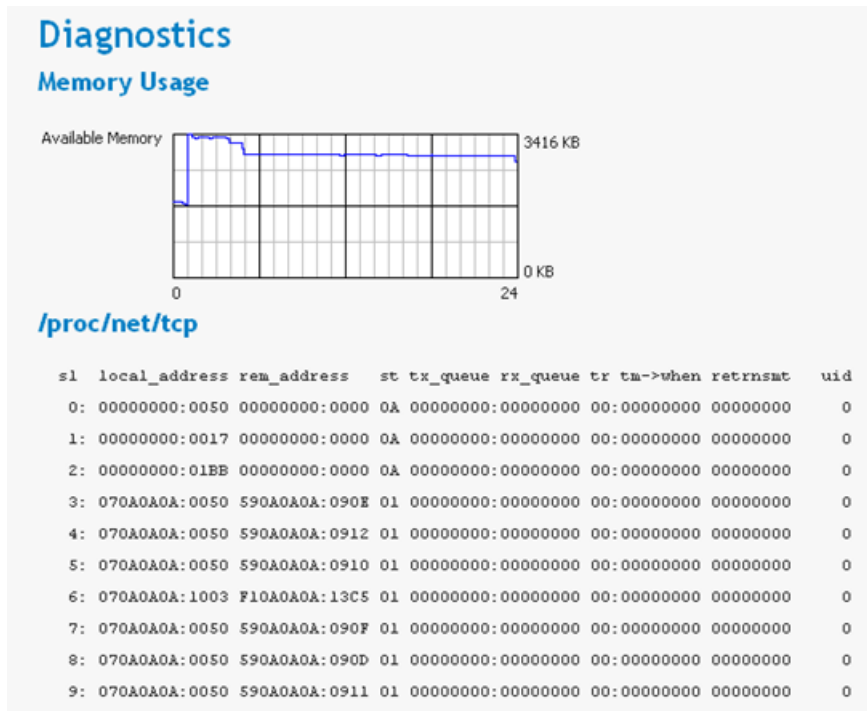 Diagnostics
Memory Usage
Available Memory
3416 KB
0 KB
0 24
/proc/net/tcp
sl local_address rem_address st tx_queue rx_queue tr tm->when retrnsmt uid
0: 00000000:0050 00000000:0000 0A 00000000:00000000 00:00000000 00000000 0
1: 00000000:0017 00000000:0000 0A 00000000:00000000 00:00000000 00000000 0
2: 00000000:01BB 00000000:0000 0A 00000000:00000000 00:00000000 00000000 0
3: 070A0A0A:0050 590A0A0A:090E 01 00000000:00000000 00:00000000 00000000 0
4: 070A0A0A:0050 590A0A0A:0912 01 00000000:00000000 00:00000000 00000000 0
5: 070A0A0A:0050 590A0A0A:0910 01 00000000:00000000 00:00000000 00000000 0
6: 070A0A0A:1003 F10A0A0A:13C5 01 00000000:00000000 00:00000000 00000000 0
7: 070A0A0A:0050 590A0A0A:090F 01 00000000:00000000 00:00000000 00000000 0
8: 070A0A0A:0050 590A0A0A:090D 01 00000000:00000000 00:00000000 00000000 0
9: 070A0A0A:0050 590A0A0A:0911 01 00000000:00000000 00:00000000 00000000 0